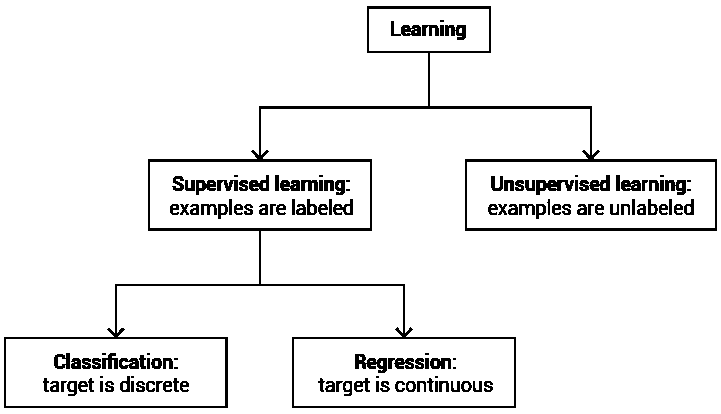 Learning
Supervised learning:
examples are labeled
Unsupervised learning:
examples are unlabeled
Classification:
target is discrete
Regression:
target is continuous